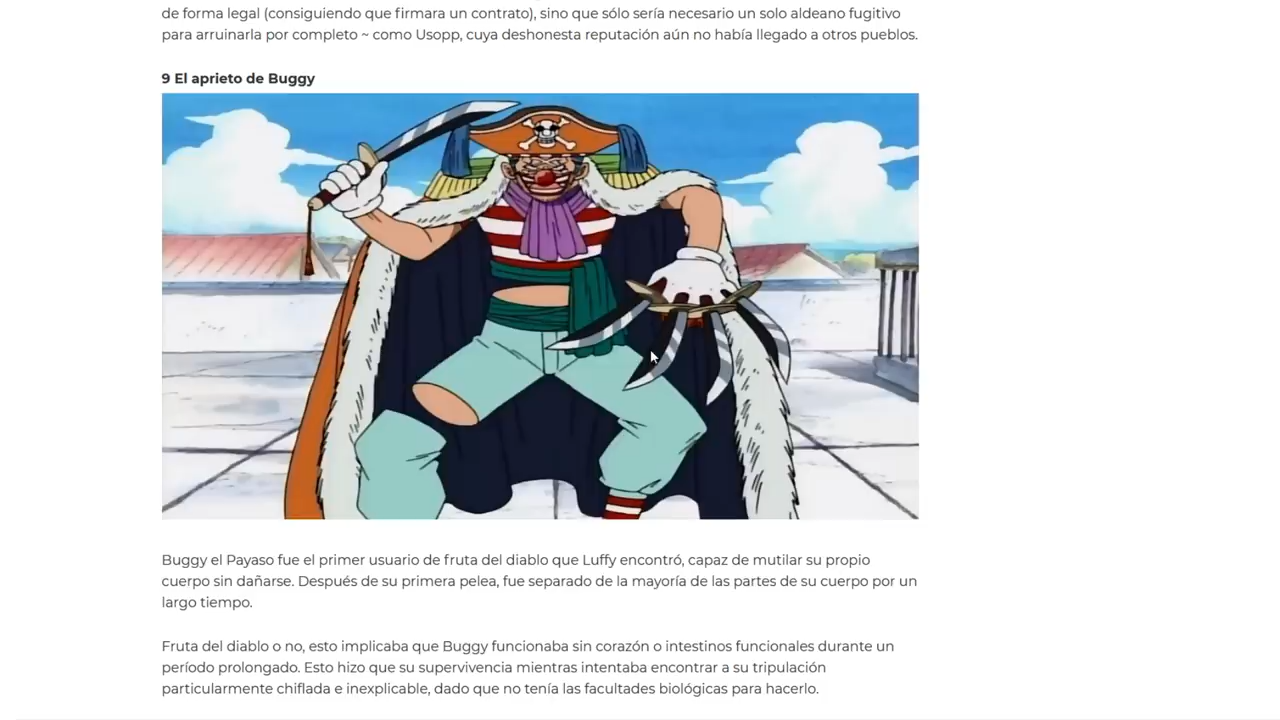 de forma legal (consiguiendo que firmara un contrato), sino que sólo sería necesario un solo aldeano fugitivo
para arruinarla por completo ~ como Usopp, cuya deshonesta reputación aún no había llegado a otros pueblos.
9 El aprieto de Buggy
Buggy el Payaso fue el primer usuario de fruta del diablo que Luffy encontró, capaz de mutilar su propio
cuerpo sin dañarse. Después de su primera pelea, fue separado de la mayoría de las partes de su cuerpo por un
largo tiempo.
Fruta del diablo o no, esto implicaba que Buggy funcionaba sin corazón o intestinos funcionales durante un
período prolongado. Esto hizo que su supervivencia mientras intentaba encontrar a su tripulación
particularmente chiflada e inexplicable, dado que no tenía las facultades biológicas para hacerlo.